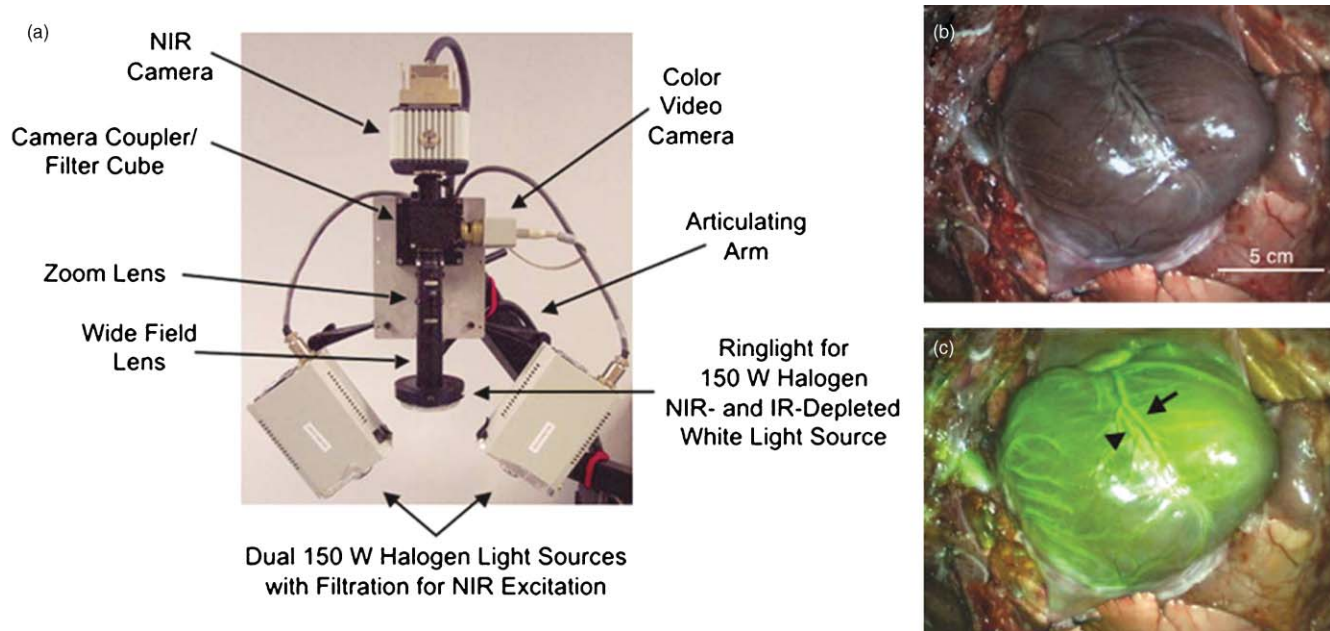 (a)
NIR
Camera
Camera Coupler/
Filter Cube
Zoom Lens
Wide Field
Lens
Color
Video
Camera
Articulating
Arm
Ringlight for
150 W Halogen
NIR- and IR-Depleted
White Light Source
Dual 150 W Halogen Light Sources
with Filtration for NIR Excitation
(b)
5 cm
(c)